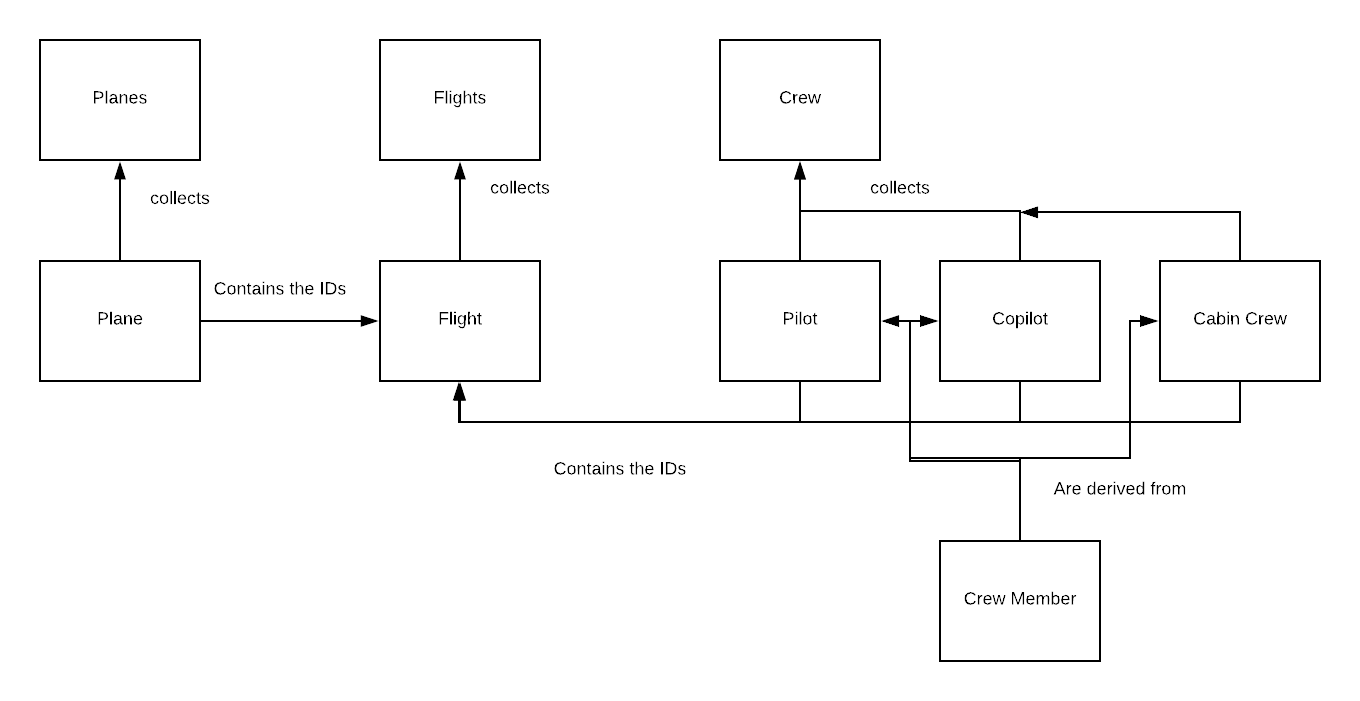 Planes
Flights
Crew
collects
collects
collects
Contains the IDs
Plane
Flight
Pilot
Copilot
Cabin Crew
Contains the IDs
Are derived from
Crew Member